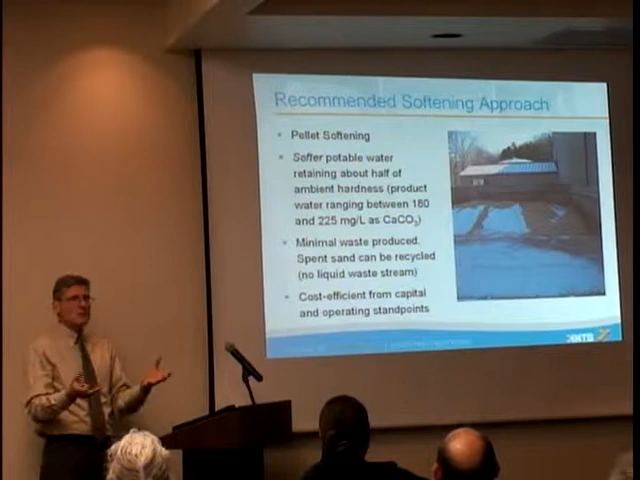 Recommended Softening Approach
• Pellet Softening
• Softer potable water
retaining about half of
ambient hardness (product
water ranging between 180
and 225 mg/L as CaCO3)
• Minimal waste produced.
Spent sand can be recycled
(no liquid waste stream)
• Cost-efficient from capital
and operating standpoints